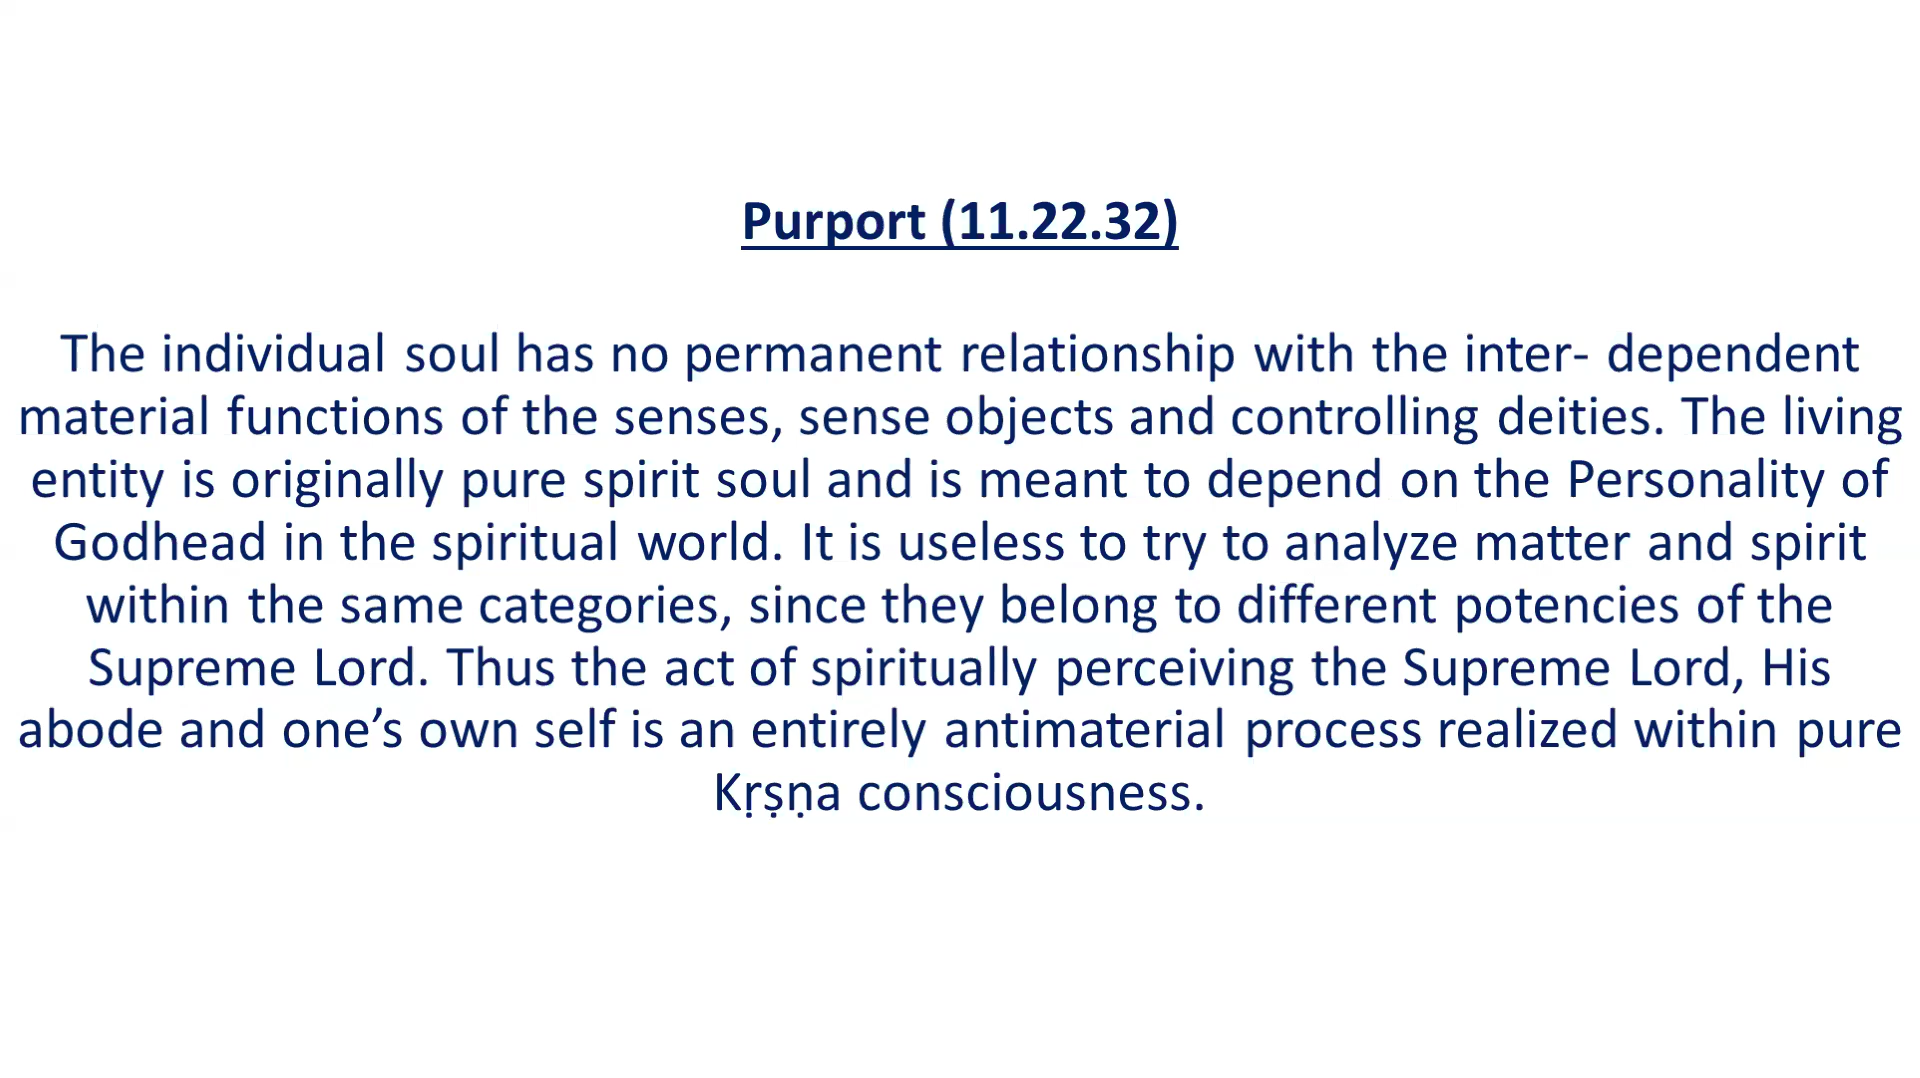 Purport (11.22.32)
The individual soul has no permanent relationship with the inter- dependent
material functions of the senses, sense objects and controlling deities. The living
entity is originally pure spirit soul and is meant to depend on the Personality of
Godhead in the spiritual world. It is useless to try to analyze matter and spirit
within the same categories, since they belong to different potencies of the
Supreme Lord. Thus the act of spiritually perceiving the Supreme Lord, His
abode and one’s own self is an entirely antimaterial process realized within pure
Kṛṣṇa consciousness.